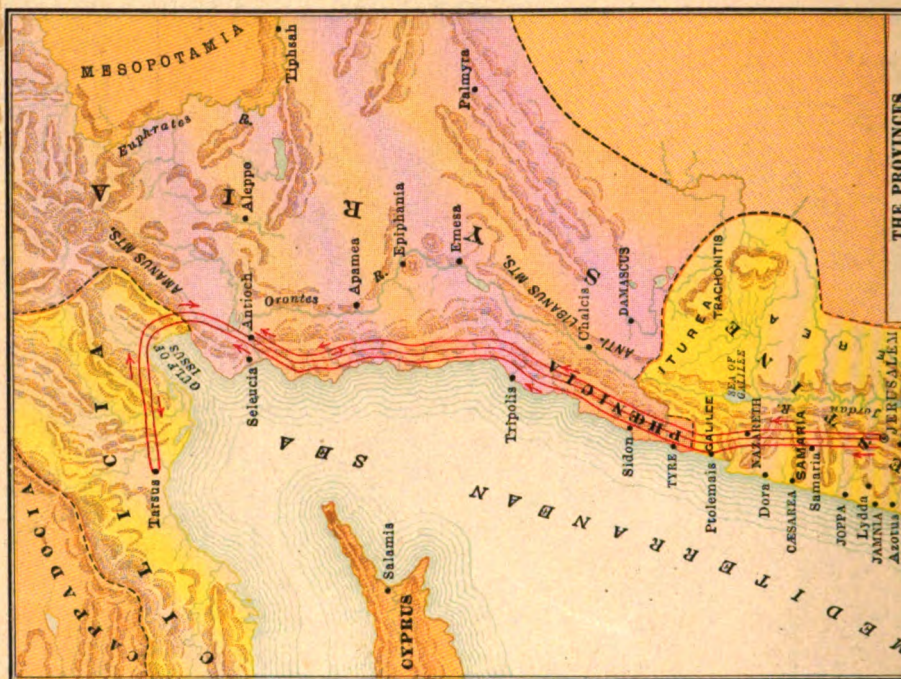 MESOPOTAMIA
Tiphsah
Euphrates
R.
Palmyra
Aleppo
SYRIA
AMANUS MTS.
Antioch
Orontes
R.
Apamea
Epiphania
Emesa
ANTI-LIBANUS MTS.
Chalcis
DAMASCUS
CAPPADOCIA
CILICIA
Tarsus
GULF OF
ISSUS
Seleucia
Tripolis
PHŒNICIA
Sidon
TYRE
ITUREA
TRACHONITIS
GALILEE
SEA OF
GALILEE
Ptolemais
NAZARETH
Dora
CÆSAREA
SAMARIA
Samaria
Jordan
R.
JOPPA
Lydda
JAMNIA
Azotus
JERUSALEM
MEDITERRANEAN
SEA
Salamis
CYPRUS
THE PROVINCES